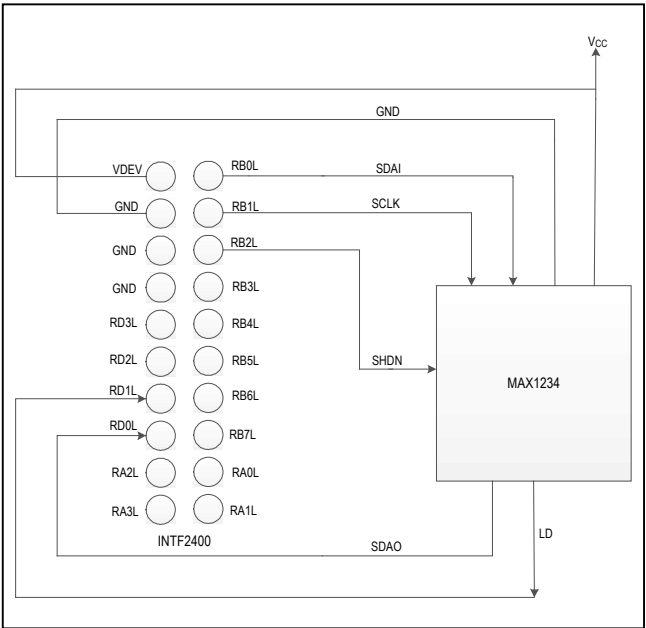 Vcc
GND
VDEV RB0L SDAI
GND RB1L SCLK
GND RB2L
GND RB3L
RD3L RB4L
RD2L RB5L SHDN
RD1L RB6L MAX1234
RD0L RB7L
RA2L RA0L
RA3L RA1L
INTF2400 SDAO LD